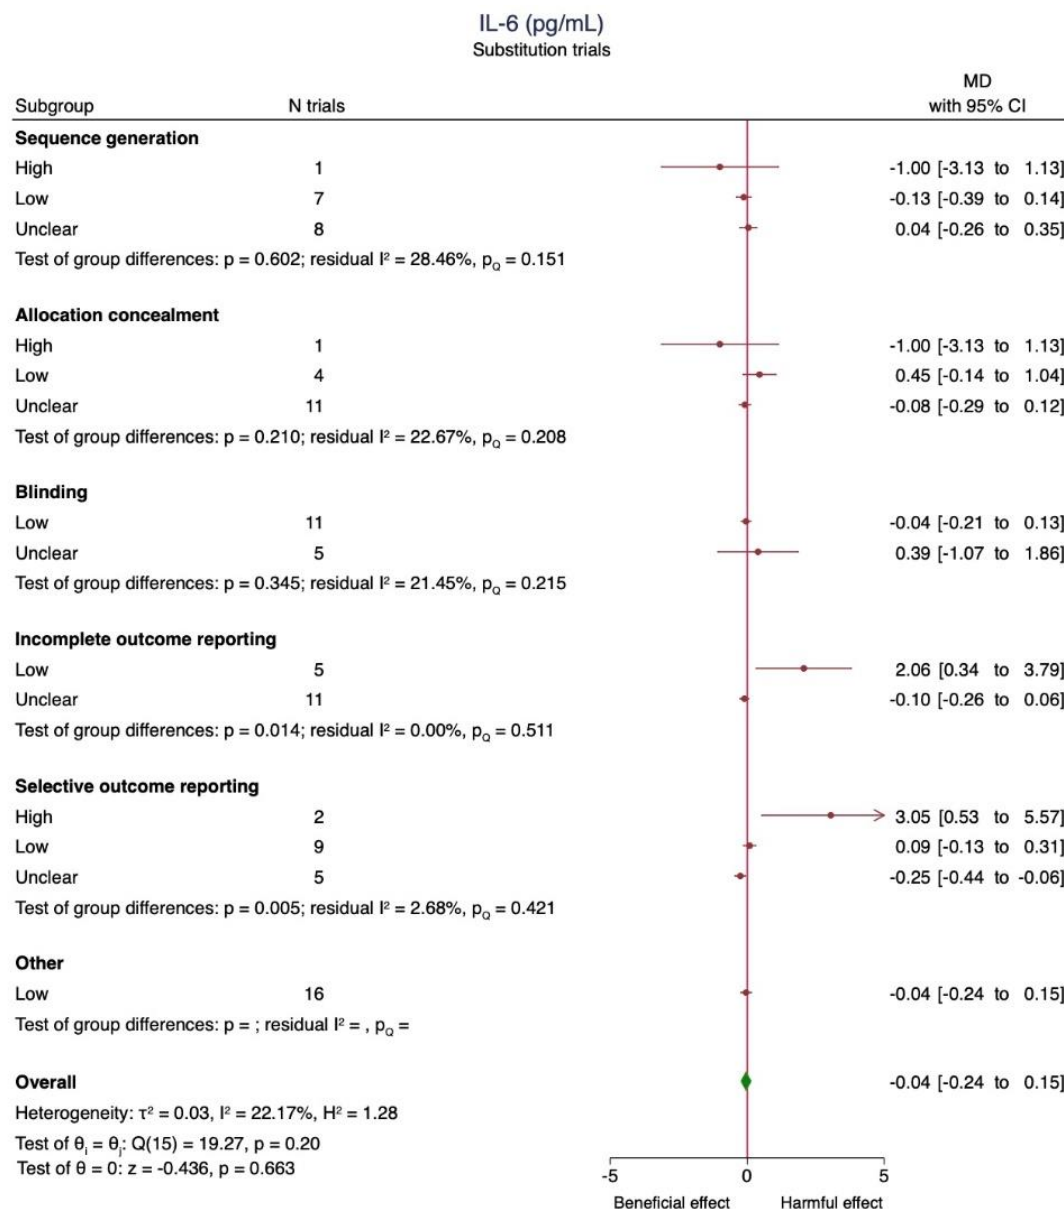 IL-6 (pg/mL)
Substitution trials
MD
Subgroup N trials with 95% CI
Sequence generation
High 1 -1.00 [-3.13 to 1.13]
Low 7 -0.13 [-0.39 to 0.14]
Unclear 8 0.04 [-0.26 to 0.35]
Test of group differences: p = 0.602; residual I² = 28.46%, p_Q = 0.151
Allocation concealment
High 1 -1.00 [-3.13 to 1.13]
Low 4 0.45 [-0.14 to 1.04]
Unclear 11 -0.08 [-0.29 to 0.12]
Test of group differences: p = 0.210; residual I² = 22.67%, p_Q = 0.208
Blinding
Low 11 -0.04 [-0.21 to 0.13]
Unclear 5 0.39 [-1.07 to 1.86]
Test of group differences: p = 0.345; residual I² = 21.45%, p_Q = 0.215
Incomplete outcome reporting
Low 5 2.06 [0.34 to 3.79]
Unclear 11 -0.10 [-0.26 to 0.06]
Test of group differences: p = 0.014; residual I² = 0.00%, p_Q = 0.511
Selective outcome reporting
High 2 3.05 [0.53 to 5.57]
Low 9 0.09 [-0.13 to 0.31]
Unclear 5 -0.25 [-0.44 to -0.06]
Test of group differences: p = 0.005; residual I² = 2.68%, p_Q = 0.421
Other
Low 16 -0.04 [-0.24 to 0.15]
Test of group differences: p = ; residual I² = , p_Q =
Overall -0.04 [-0.24 to 0.15]
Heterogeneity: τ² = 0.03, I² = 22.17%, H² = 1.28
Test of θ_i = θ_j: Q(15) = 19.27, p = 0.20
Test of θ = 0: z = -0.436, p = 0.663
-5 0 5
Beneficial effect Harmful effect